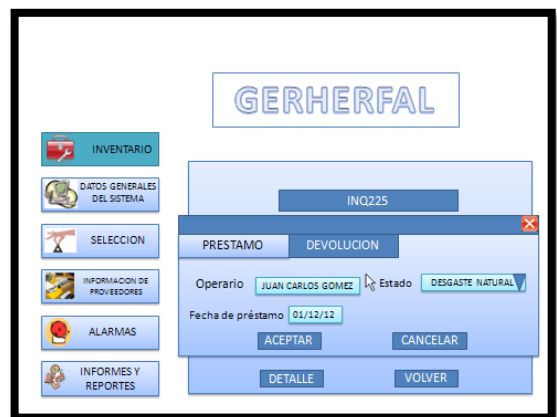 GERHERFAL
INVENTARIO
DATOS GENERALES
DEL SISTEMA
SELECCION
INFORMACION DE
PROVEEDORES
ALARMAS
INFORMES Y
REPORTES
INQ225
PRESTAMO DEVOLUCION
Operario JUAN CARLOS GOMEZ Estado DESGASTE NATURAL
Fecha de préstamo 01/12/12
ACEPTAR CANCELAR
DETALLE VOLVER